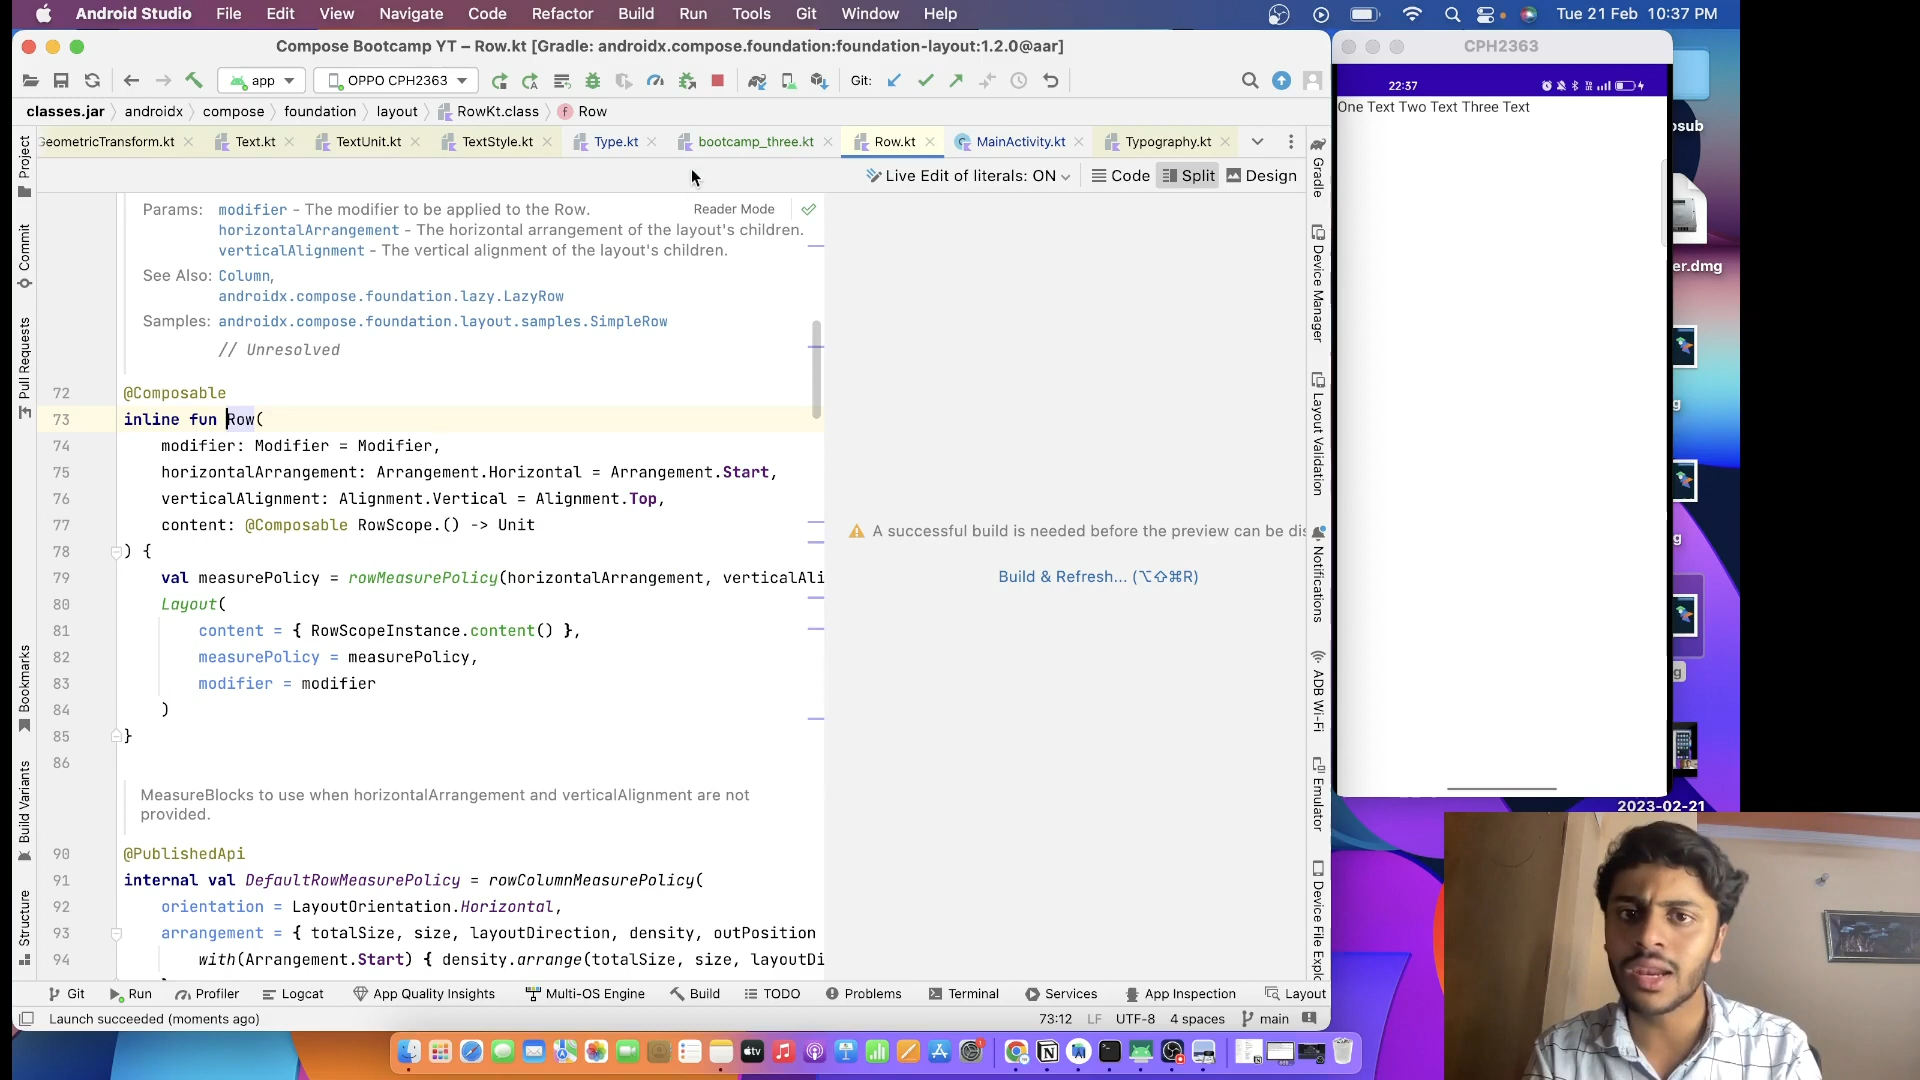 Android Studio File Edit View Navigate Code Refactor Build Run Tools Git Window Help Tue 21 Feb 10:37 PM
Compose Bootcamp YT – Row.kt [Gradle: androidx.compose.foundation:foundation-layout:1.2.0@aar]
CPH2363
app OPPO CPH2363 Git:
classes.jar androidx compose foundation layout RowKt.class Row
GeometricTransform.kt Text.kt TextUnit.kt TextStyle.kt Type.kt bootcamp_three.kt Row.kt MainActivity.kt Typography.kt
Live Edit of literals: ON Code Split Design
Params: modifier - The modifier to be applied to the Row. Reader Mode
horizontalArrangement - The horizontal arrangement of the layout's children.
verticalAlignment - The vertical alignment of the layout's children.
See Also: Column,
androidx.compose.foundation.lazy.LazyRow
Samples: androidx.compose.foundation.layout.samples.SimpleRow
// Unresolved
72 @Composable
73 inline fun Row(
74 modifier: Modifier = Modifier,
75 horizontalArrangement: Arrangement.Horizontal = Arrangement.Start,
76 verticalAlignment: Alignment.Vertical = Alignment.Top,
77 content: @Composable RowScope.() -> Unit
78 ) {
79 val measurePolicy = rowMeasurePolicy(horizontalArrangement, verticalAli
80 Layout(
81 content = { RowScopeInstance.content() },
82 measurePolicy = measurePolicy,
83 modifier = modifier
84 )
85 }
86
MeasureBlocks to use when horizontalArrangement and verticalAlignment are not
provided.
90 @PublishedApi
91 internal val DefaultRowMeasurePolicy = rowColumnMeasurePolicy(
92 orientation = LayoutOrientation.Horizontal,
93 arrangement = { totalSize, size, layoutDirection, density, outPosition
94 with(Arrangement.Start) { density.arrange(totalSize, size, layoutDi
A successful build is needed before the preview can be dis
Build & Refresh... (⌥⇧⌘R)
Project
Commit
Pull Requests
Bookmarks
Build Variants
Structure
Gradle
Device Manager
Layout Validation
Notifications
ADB Wi-Fi
Emulator
Device File Explo
Git Run Profiler Logcat App Quality Insights Multi-OS Engine Build TODO Problems Terminal Services App Inspection Layout
Launch succeeded (moments ago) 73:12 LF UTF-8 4 spaces main
22:37
One Text Two Text Three Text
osub
er.dmg
g
g
g
2023-02-21
tv